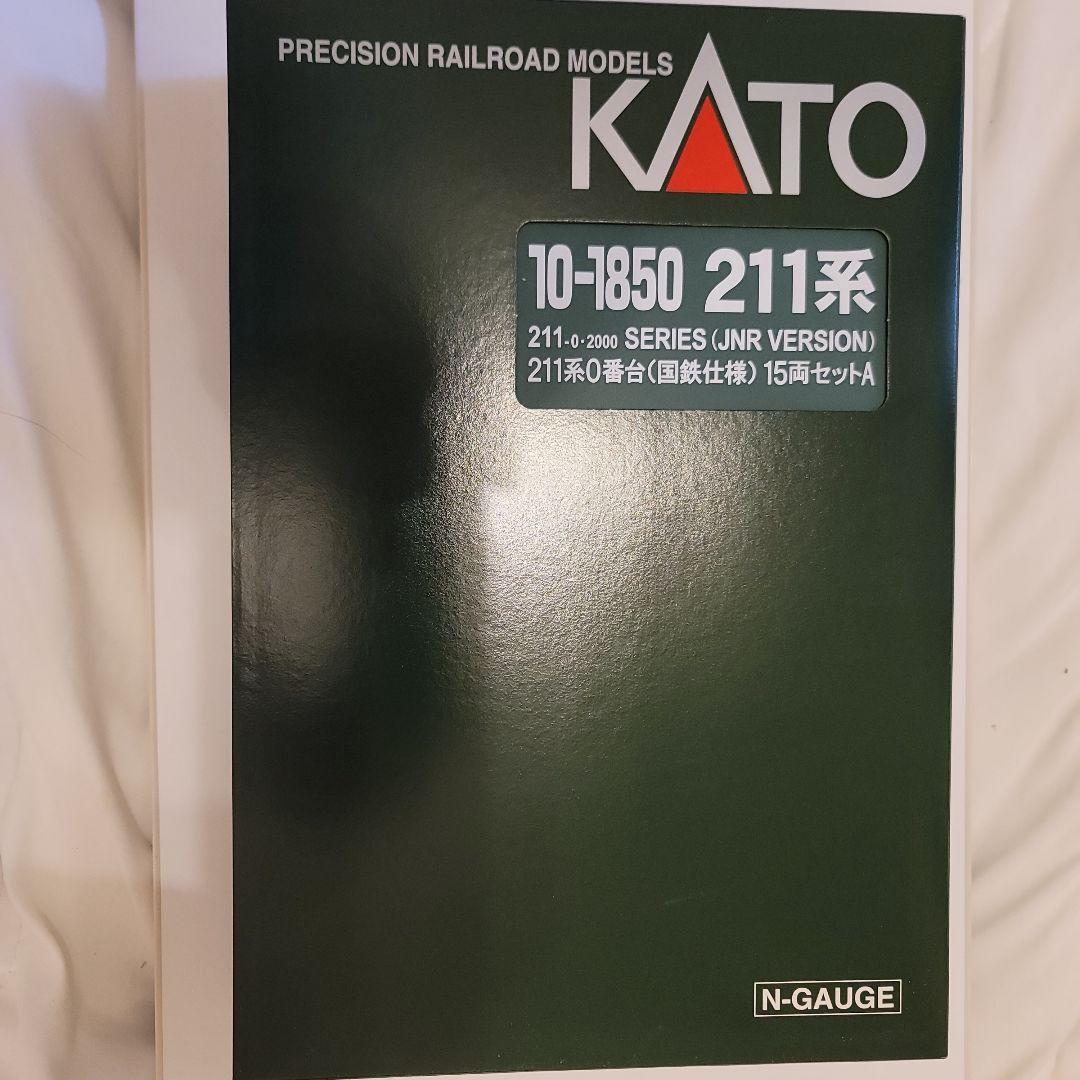 PRECISION RAILROAD MODELS
KATO
10-1850 211系
211-0・2000 SERIES (JNR VERSION)
211系0番台(国鉄仕様) 15両セットA
N-GAUGE